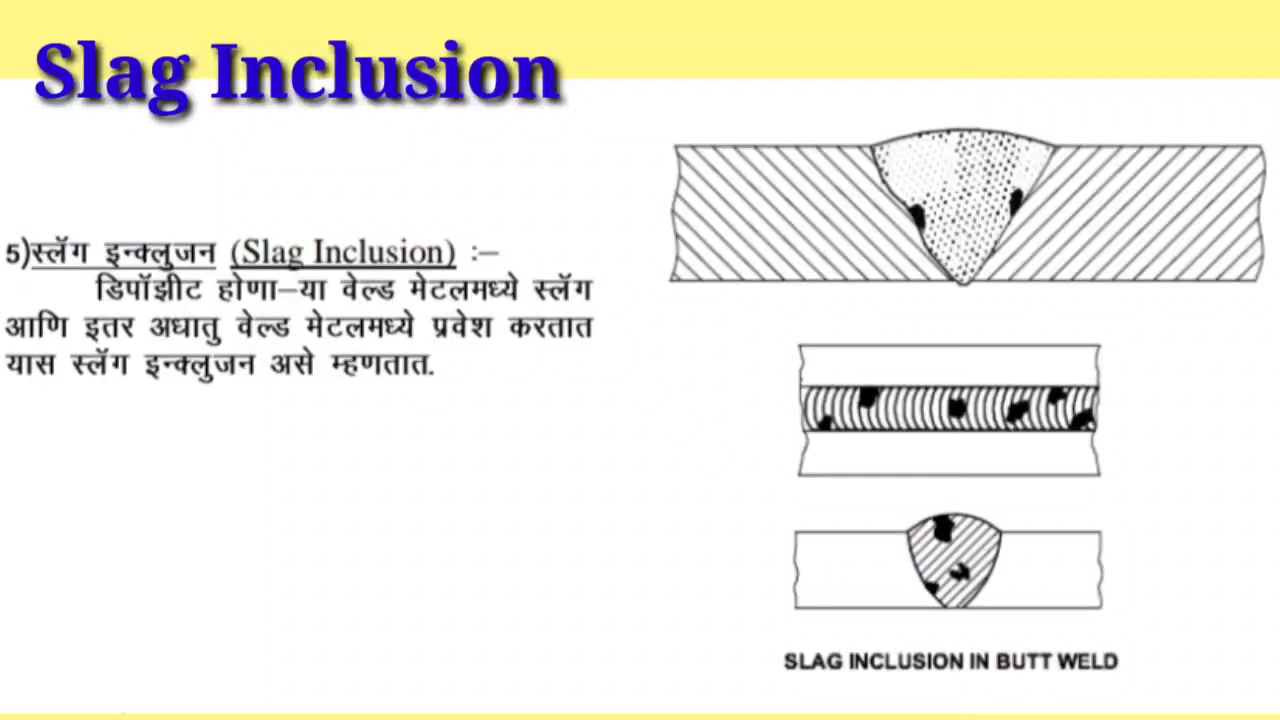 Slag Inclusion
5)स्लॅग इन्क्लुजन (Slag Inclusion) :–
डिपॉझीट होणा–या वेल्ड मेटलमध्ये स्लॅग
आणि इतर अधातु वेल्ड मेटलमध्ये प्रवेश करतात
यास स्लॅग इन्क्लुजन असे म्हणतात.
SLAG INCLUSION IN BUTT WELD